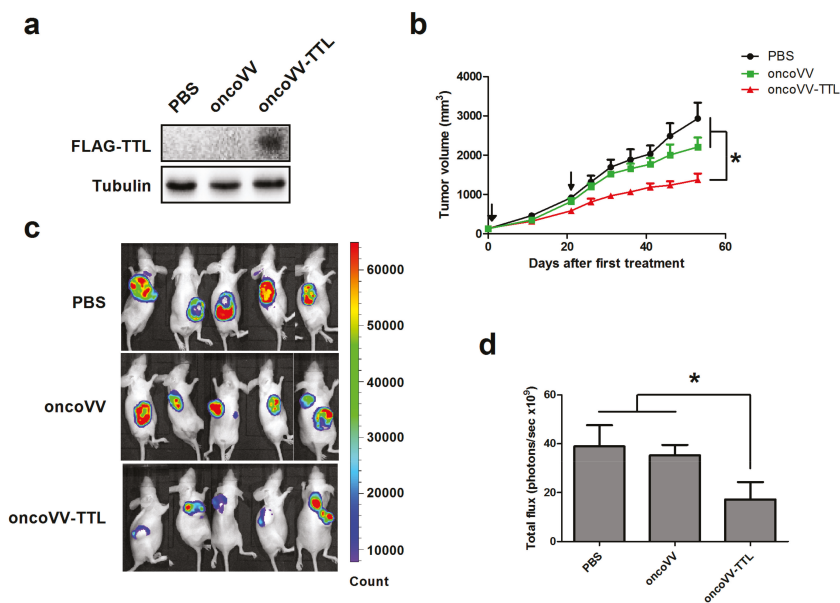 a
PBS
oncoVV
oncoVV-TTL
FLAG-TTL
Tubulin
b
PBS
oncoVV
oncoVV-TTL
Tumor volume (mm³)
4000
3000
2000
1000
0
*
0 20 40 60
Days after first treatment
c
PBS
oncoVV
oncoVV-TTL
60000
50000
40000
30000
20000
10000
Count
d
Total flux (photons/sec x10⁹)
60
40
20
0
*
PBS
oncoVV
oncoVV-TTL